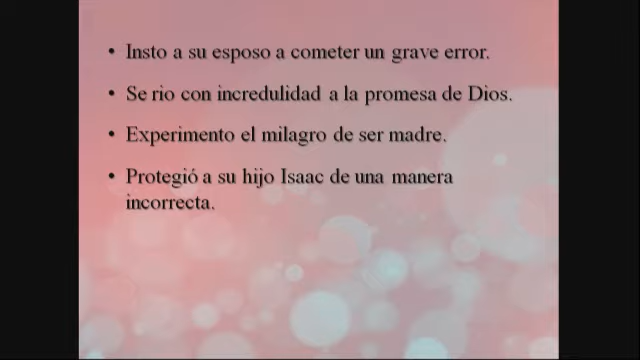 • Insto a su esposo a cometer un grave error.
• Se rio con incredulidad a la promesa de Dios.
• Experimento el milagro de ser madre.
• Protegió a su hijo Isaac de una manera
incorrecta.